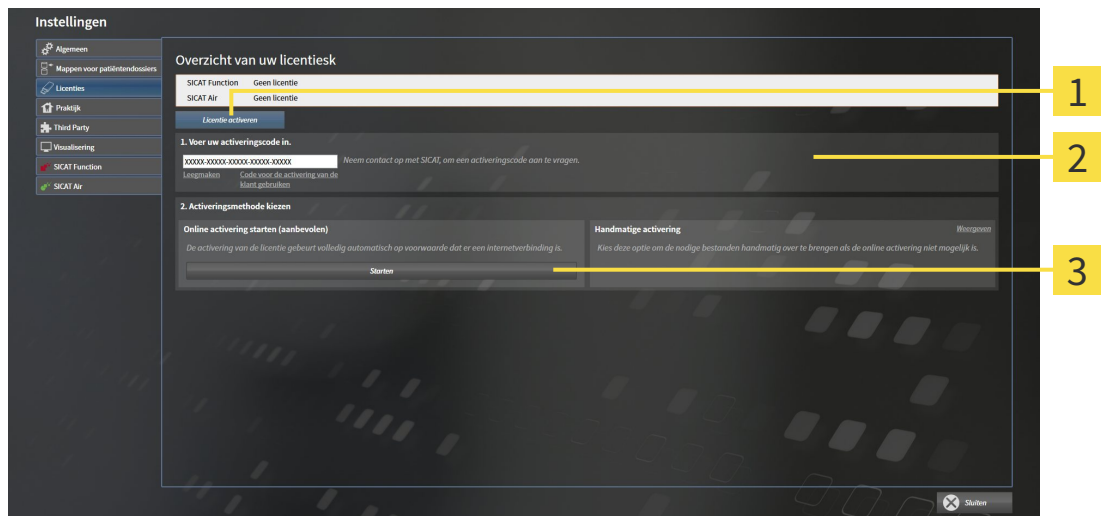 Instellingen
Algemeen
Mappen voor patiëntendossiers
Licenties
Praktijk
Third Party
Visualisering
SICAT Function
SICAT Air
Overzicht van uw licentiesk
SICAT Function Geen licentie
SICAT Air Geen licentie
Licentie activeren
1. Voer uw activeringscode in.
XXXXX-XXXXX-XXXXX-XXXXX-XXXXX
Neem contact op met SICAT, om een activeringscode aan te vragen.
Leegmaken
Code voor de activering van de
klant gebruiken
2. Activeringsmethode kiezen
Online activering starten (aanbevolen)
De activering van de licentie gebeurt volledig automatisch op voorwaarde dat er een internetverbinding is.
Starten
Handmatige activering
Weergeven
Kies deze optie om de nodige bestanden handmatig over te brengen als de online activering niet mogelijk is.
Sluiten
1
2
3